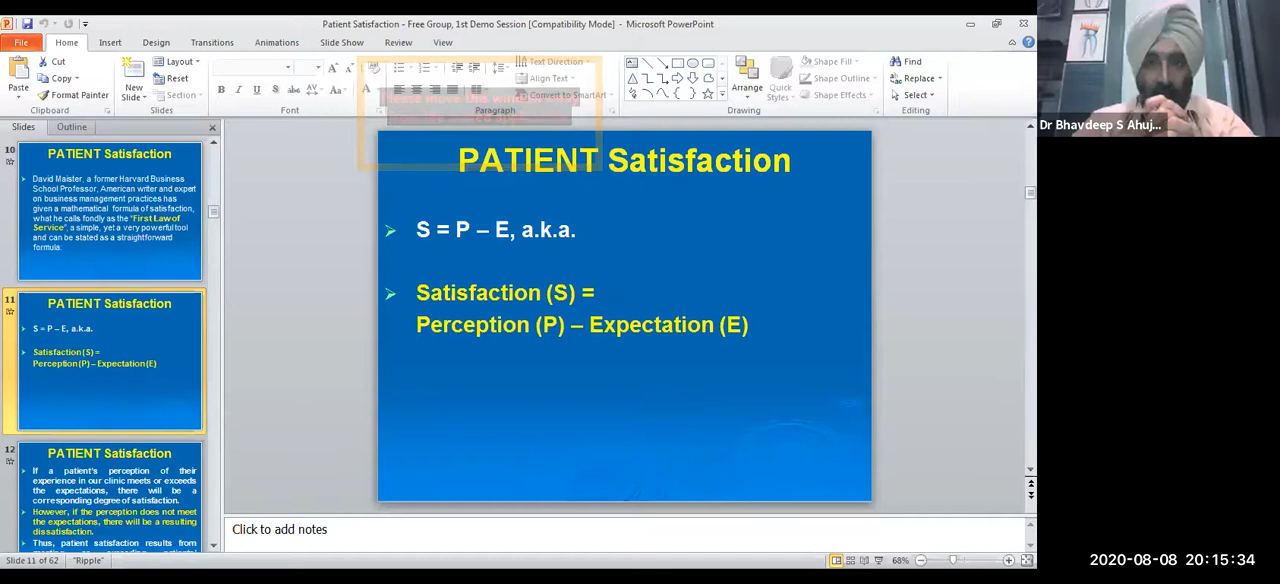 Patient Satisfaction - Free Group, 1st Demo Session [Compatibility Mode] - Microsoft PowerPoint
File Home Insert Design Transitions Animations Slide Show Review View
Paste
Cut
Copy
Format Painter
Clipboard
New
Slide
Layout
Reset
Section
Slides
B I U S abc AV Aa A
Font
Text Direction
Align Text
Convert to SmartArt
Paragraph
Please move this window away
Arrange
Quick
Styles
Shape Fill
Shape Outline
Shape Effects
Drawing
Find
Replace
Select
Editing
Slides Outline
10
PATIENT Satisfaction
David Maister, a former Harvard Business
School Professor, American writer and expert
on business management practices has
given a mathematical formula of satisfaction,
what he calls fondly as the "First Law of
Service", a simple, yet a very powerful tool
and can be stated as a straightforward
formula:
11
PATIENT Satisfaction
S = P – E, a.k.a.
Satisfaction (S) =
Perception (P) – Expectation (E)
12
PATIENT Satisfaction
If a patient's perception of their
experience in our clinic meets or exceeds
the expectations, there will be a
corresponding degree of satisfaction.
However, if the perception does not meet
the expectations, there will be a resulting
dissatisfaction.
Thus, patient satisfaction results from
PATIENT Satisfaction
S = P – E, a.k.a.
Satisfaction (S) =
Perception (P) – Expectation (E)
Click to add notes
Slide 11 of 62 "Ripple" 68%
Dr Bhavdeep S Ahuj...
2020-08-08 20:15:34